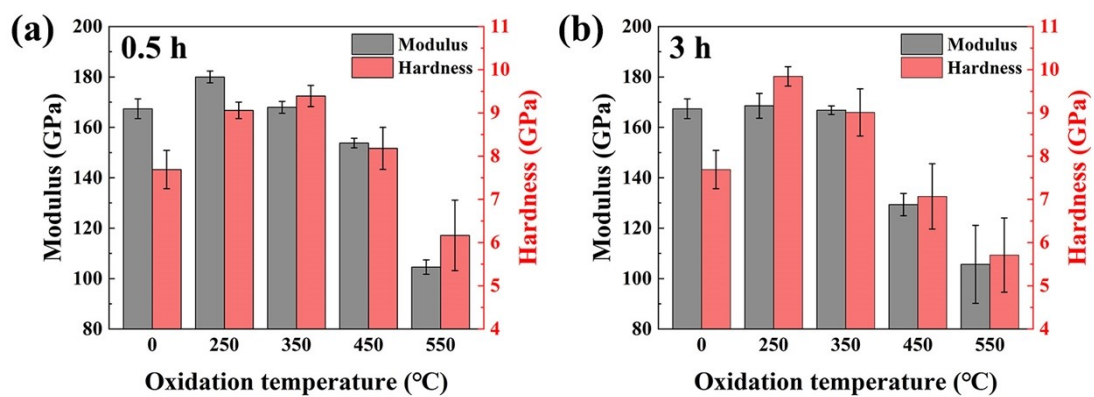 (a)
0.5 h
Modulus
Hardness
200
180
160
140
120
100
80
Modulus (GPa)
11
10
9
8
7
6
5
4
Hardness (GPa)
0 250 350 450 550
Oxidation temperature (℃)
(b)
3 h
Modulus
Hardness
200
180
160
140
120
100
80
Modulus (GPa)
11
10
9
8
7
6
5
4
Hardness (GPa)
0 250 350 450 550
Oxidation temperature (℃)